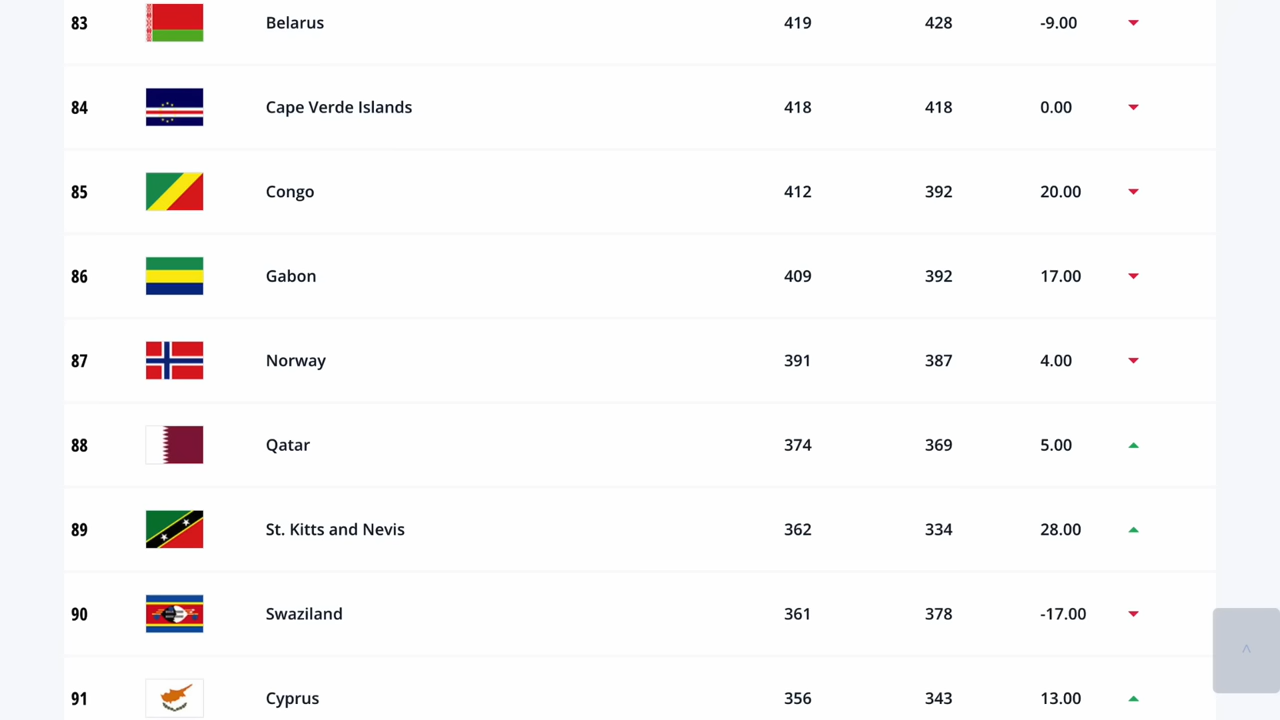 83 Belarus 419 428 -9.00
84 Cape Verde Islands 418 418 0.00
85 Congo 412 392 20.00
86 Gabon 409 392 17.00
87 Norway 391 387 4.00
88 Qatar 374 369 5.00
89 St. Kitts and Nevis 362 334 28.00
90 Swaziland 361 378 -17.00
91 Cyprus 356 343 13.00